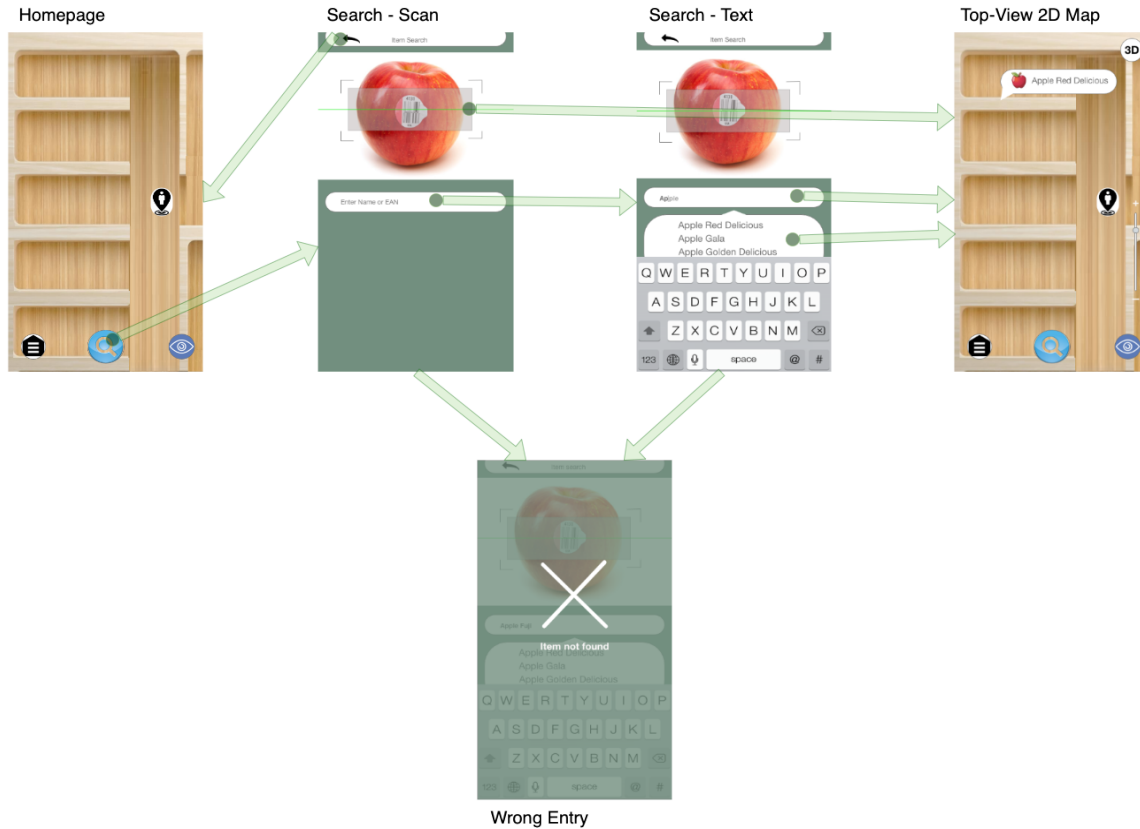 Homepage
Search - Scan
Search - Text
Top-View 2D Map
Item Search
Item Search
3D
Apple Red Delicious
Enter Name or EAN
Apple
Apple Red Delicious
Apple Gala
Apple Golden Delicious
Q W E R T Y U I O P
A S D F G H J K L
Z X C V B N M
123 space @ #
Item Search
Apple Fuji
Item not found
Apple Red Delicious
Apple Gala
Apple Golden Delicious
Q W E R T Y U I O P
A S D F G H J K L
Z X C V B N M
123 space @ #
Wrong Entry